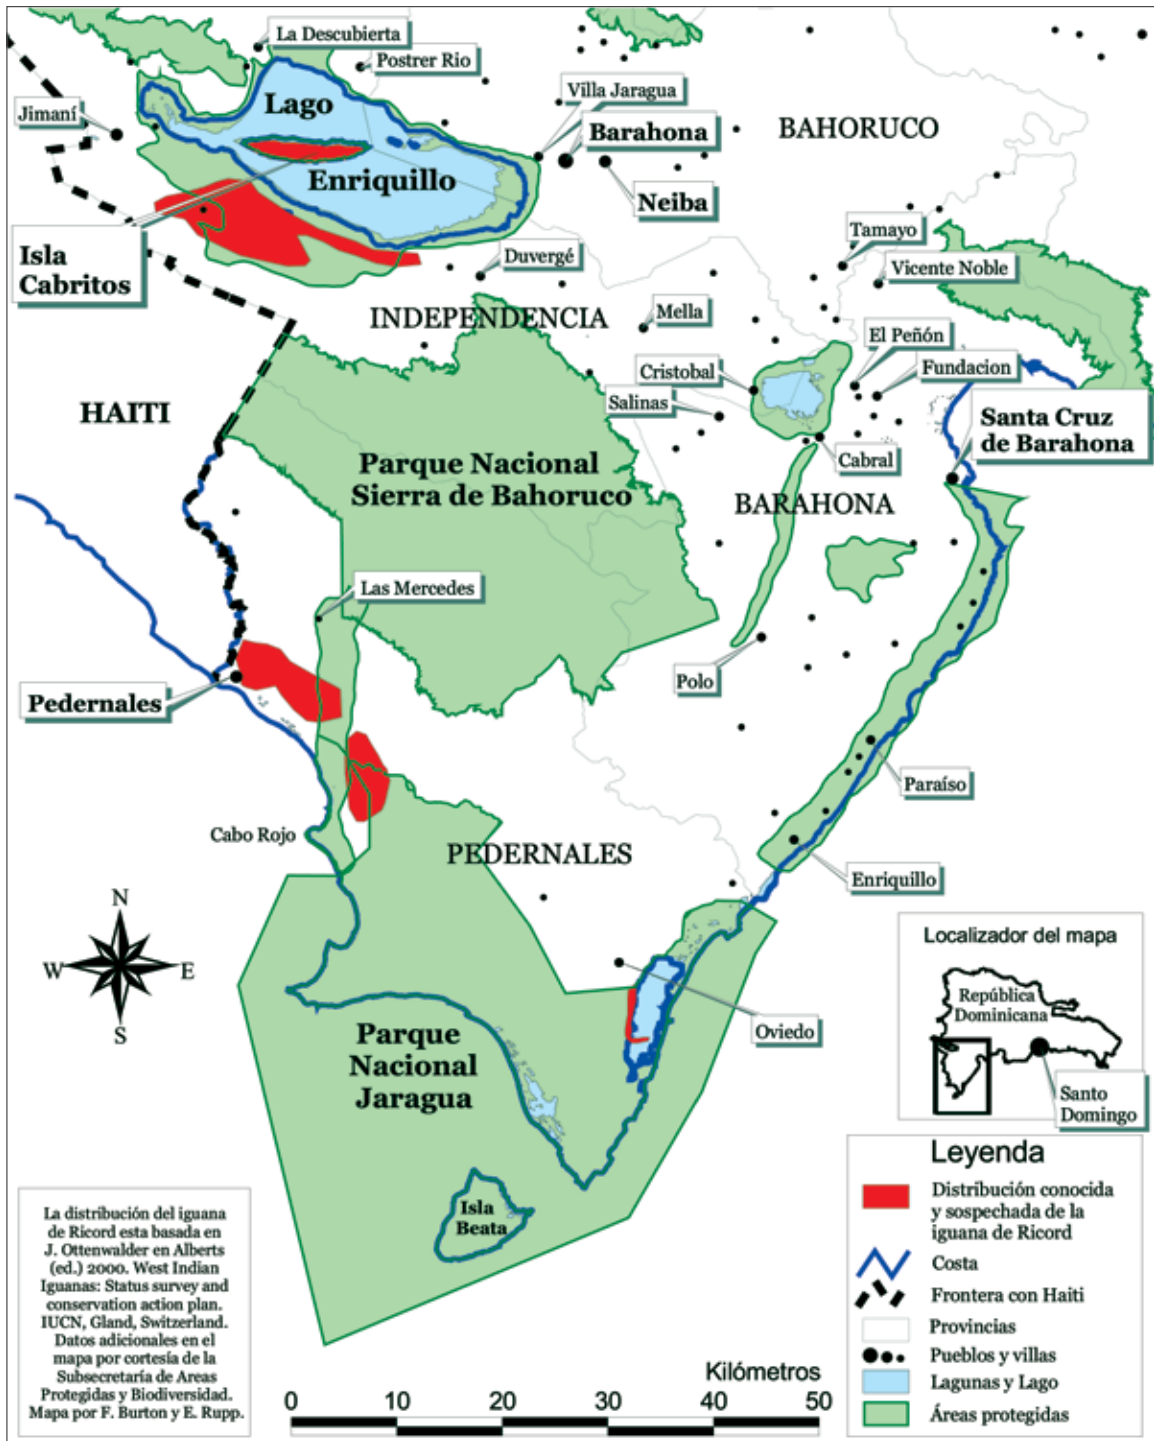 La Descubierta
Postrer Rio
Lago
Villa Jaragua
Jimaní
Barahona
BAHORUCO
Enriquillo
Neiba
Isla
Cabritos
Tamayo
Duvergé
Vicente Noble
INDEPENDENCIA
Mella
El Peñón
Cristobal
Fundacion
HAITI
Salinas
Santa Cruz
de Barahona
Cabral
Parque Nacional
Sierra de Bahoruco
BARAHONA
Las Mercedes
Polo
Pedernales
Paraíso
Cabo Rojo
PEDERNALES
Enriquillo
N
W
E
S
Localizador del mapa
República
Dominicana
Santo
Domingo
Oviedo
Parque
Nacional
Jaragua
Isla
Beata
Leyenda
Distribución conocida
y sospechada de la
iguana de Ricord
Costa
Frontera con Haiti
Provincias
Pueblos y villas
Lagunas y Lago
Áreas protegidas
La distribución del iguana
de Ricord esta basada en
J. Ottenwalder en Alberts
(ed.) 2000. West Indian
Iguanas: Status survey and
conservation action plan.
IUCN, Gland, Switzerland.
Datos adicionales en el
mapa por cortesía de la
Subsecretaría de Areas
Protegidas y Biodiversidad.
Mapa por F. Burton y E. Rupp.
Kilómetros
0 10 20 30 40 50